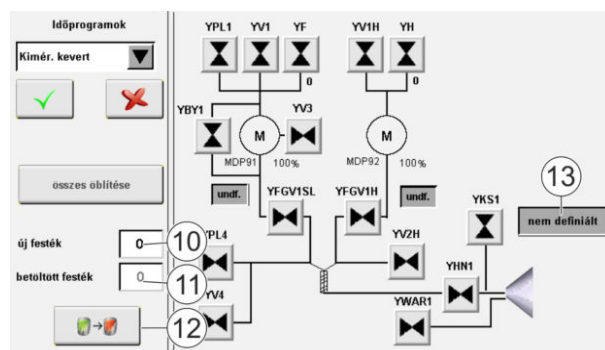 Időprogramok
Kimér. kevert
összes öblítése
új festék
0
10
betöltött festék
0
11
12
YPL1
YV1
YF
YV1H
YH
0
0
YBY1
YV3
M
M
MDP91
100%
MDP92
100%
undf.
undf.
YFGV1SL
YFGV1H
YKS1
13
nem definiált
YPL4
YV2H
YHN1
YV4
YWAR1